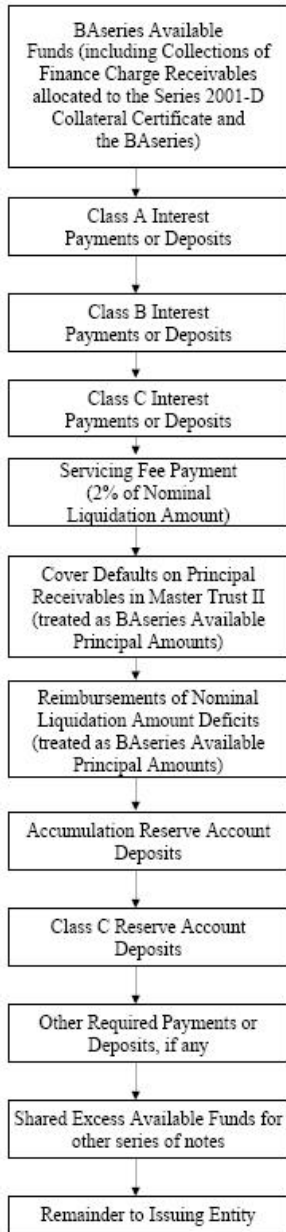 BAseries Available
Funds (including Collections of
Finance Charge Receivables
allocated to the Series 2001-D
Collateral Certificate and
the BAseries)
Class A Interest
Payments or Deposits
Class B Interest
Payments or Deposits
Class C Interest
Payments or Deposits
Servicing Fee Payment
(2% of Nominal
Liquidation Amount)
Cover Defaults on Principal
Receivables in Master Trust II
(treated as BAseries Available
Principal Amounts)
Reimbursements of Nominal
Liquidation Amount Deficits
(treated as BAseries Available
Principal Amounts)
Accumulation Reserve Account
Deposits
Class C Reserve Account
Deposits
Other Required Payments or
Deposits, if any
Shared Excess Available Funds for
other series of notes
Remainder to Issuing Entity